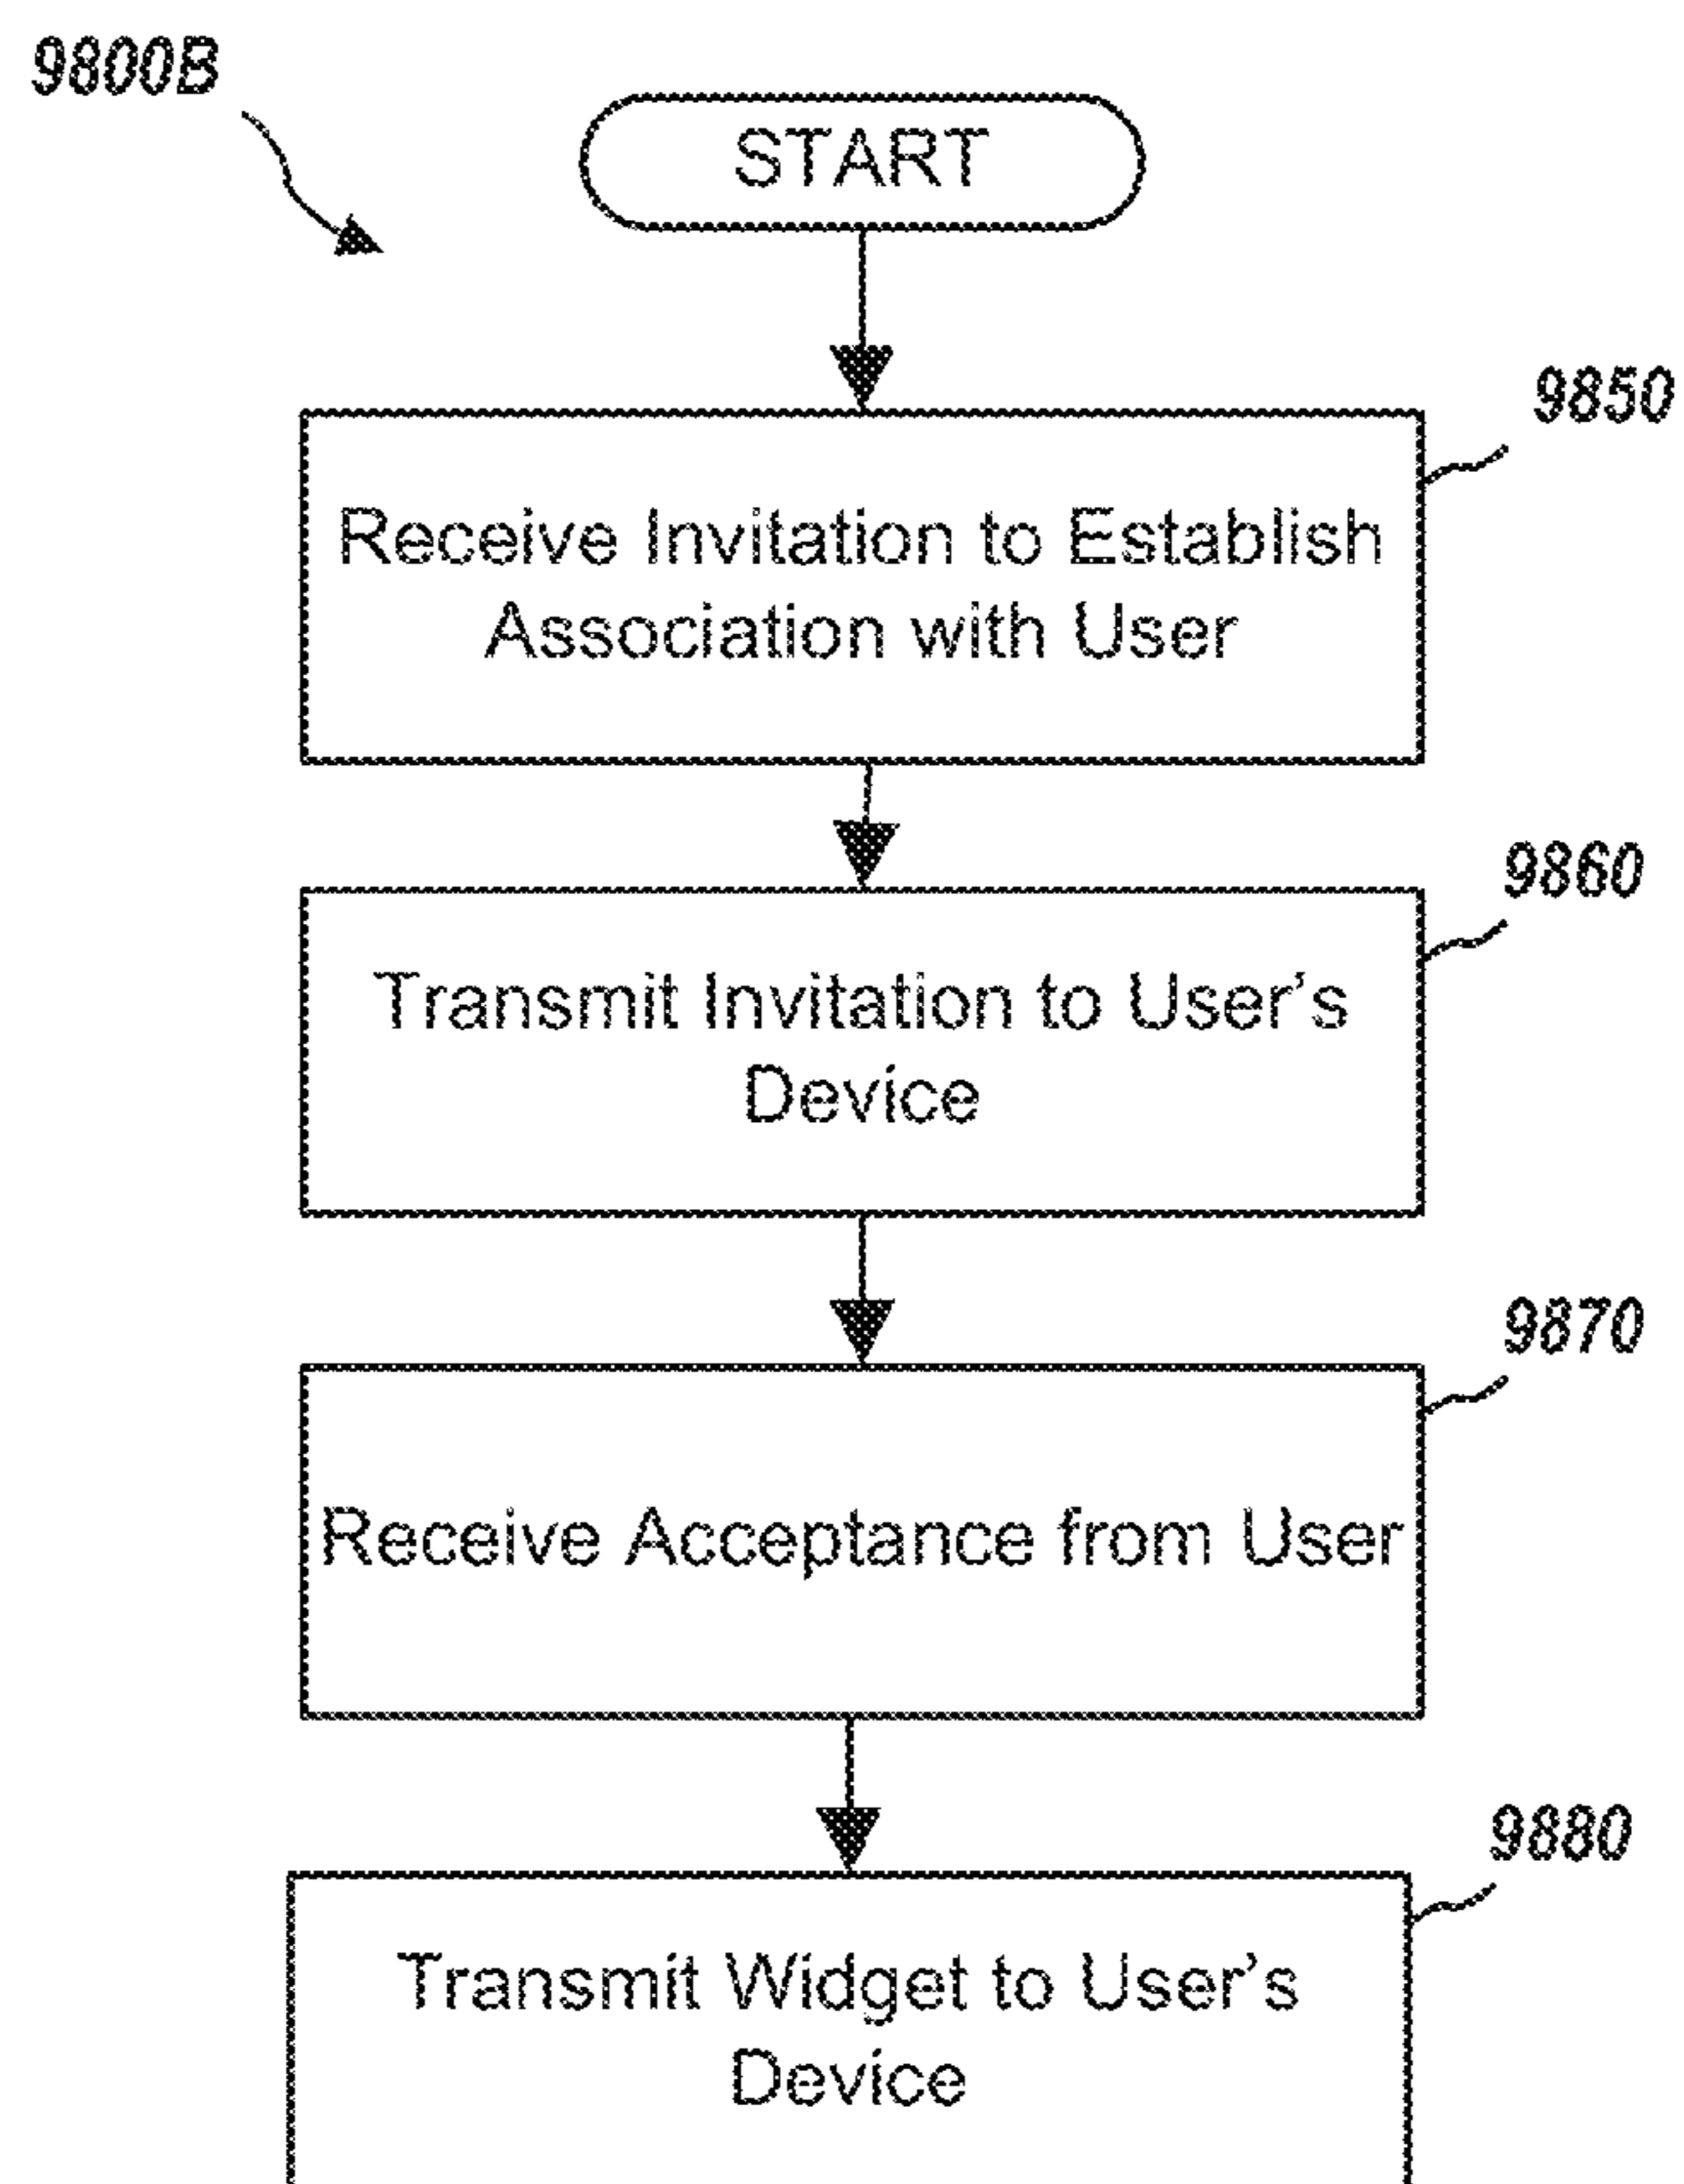 9800B
START
9850
Receive Invitation to Establish
Association with User
9860
Transmit Invitation to User's
Device
9870
Receive Acceptance from User
9880
Transmit Widget to User's
Device